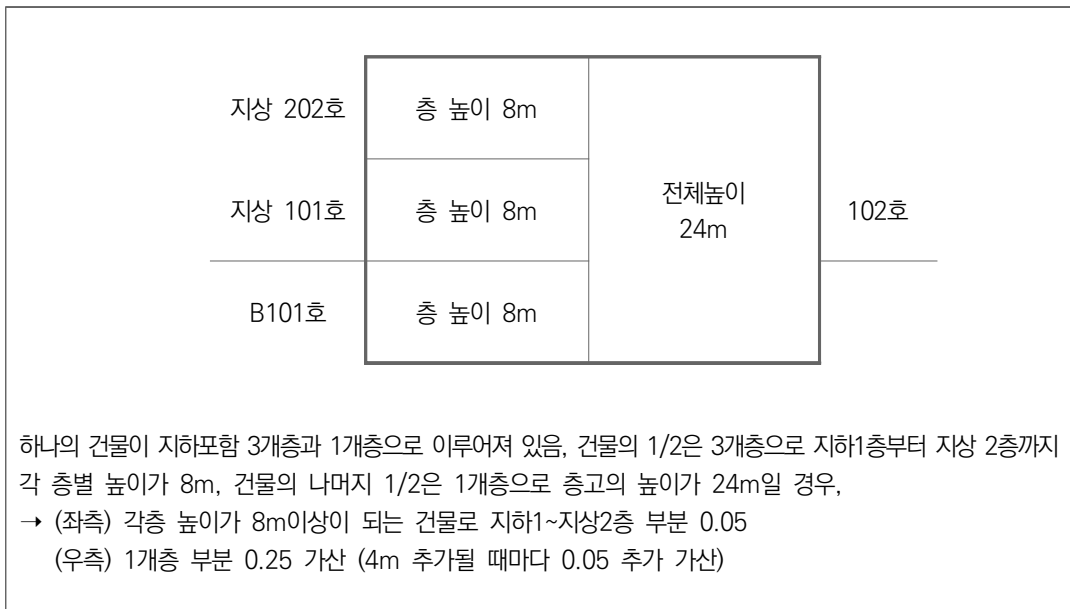 지상 202호 층 높이 8m
지상 101호 층 높이 8m 전체높이 24m 102호
B101호 층 높이 8m
하나의 건물이 지하포함 3개층과 1개층으로 이루어져 있음, 건물의 1/2은 3개층으로 지하1층부터 지상 2층까지
각 층별 높이가 8m, 건물의 나머지 1/2은 1개층으로 층고의 높이가 24m일 경우,
→ (좌측) 각층 높이가 8m이상이 되는 건물로 지하1~지상2층 부분 0.05
(우측) 1개층 부분 0.25 가산 (4m 추가될 때마다 0.05 추가 가산)